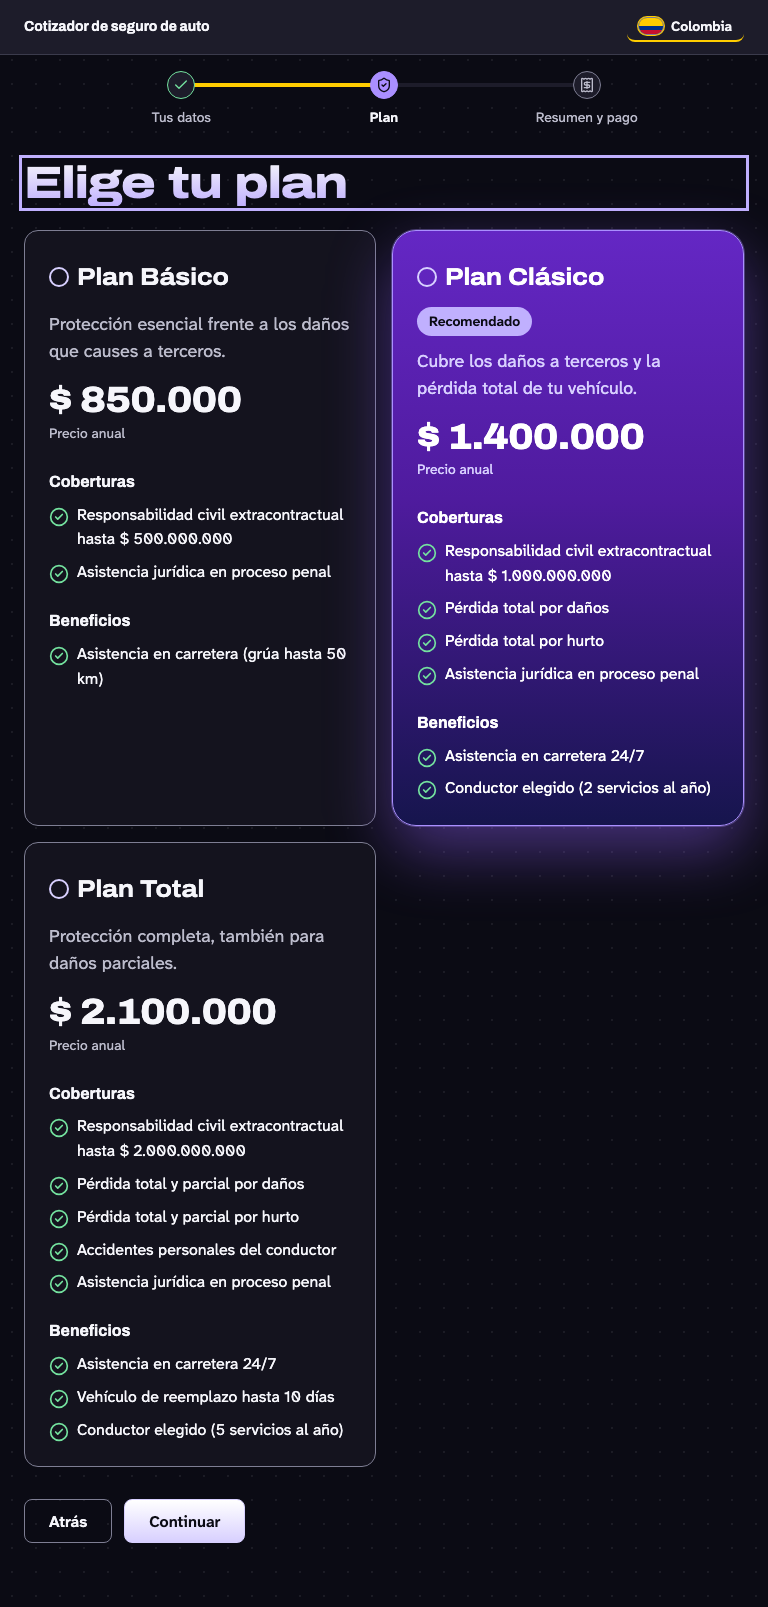 Cotizador de seguro de auto
Colombia
Tus datos
Plan
Resumen y pago
Elige tu plan
Plan Básico
Protección esencial frente a los daños
que causes a terceros.
$ 850.000
Precio anual
Coberturas
Responsabilidad civil extracontractual
hasta $ 500.000.000
Asistencia jurídica en proceso penal
Beneficios
Asistencia en carretera (grúa hasta 50
km)
Plan Clásico
Recomendado
Cubre los daños a terceros y la
pérdida total de tu vehículo.
$ 1.400.000
Precio anual
Coberturas
Responsabilidad civil extracontractual
hasta $ 1.000.000.000
Pérdida total por daños
Pérdida total por hurto
Asistencia jurídica en proceso penal
Beneficios
Asistencia en carretera 24/7
Conductor elegido (2 servicios al año)
Plan Total
Protección completa, también para
daños parciales.
$ 2.100.000
Precio anual
Coberturas
Responsabilidad civil extracontractual
hasta $ 2.000.000.000
Pérdida total y parcial por daños
Pérdida total y parcial por hurto
Accidentes personales del conductor
Asistencia jurídica en proceso penal
Beneficios
Asistencia en carretera 24/7
Vehículo de reemplazo hasta 10 días
Conductor elegido (5 servicios al año)
Atrás
Continuar